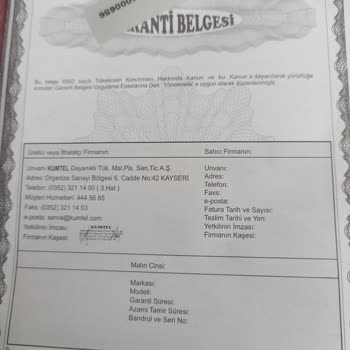 0000656
RANTİ BELGESİ
Bu belge 6502 sayılı Tüketicinin Korunması Hakkında Kanun ve bu Kanun'a dayanılarak yürürlüğe
konulan Garanti Belgesi Uygulama Esaslarına Dair Yönetmelik'e uygun olarak düzenlenmiştir.
Üretici veya İthalatçı Firmanın:
Satıcı Firmanın:
Unvanı:KUMTEL Dayanıklı Tük. Mal.Pls. San.Tic.A.Ş.
Adres: Organize Sanayi Bölgesi 6. Cadde No:42 KAYSERİ
Telefon: (0352) 321 14 00 ( 3.Hat )
Müşteri Hizmetleri: 444 56 85
Faks: (0352) 321 14 03
e-posta: servis@kumtel.com
Yetkilinin İmzası:
Firmanın Kaşesi:
KUMTEL
Unvanı:
Adres:
Telefon:
Faks:
e-posta:
Fatura Tarih ve Sayısı:
Teslim Tarihi ve Yeri:
Yetkilinin İmzası:
Firmanın Kaşesi:
Malın Cinsi:
Markası:
Modeli:
Garanti Süresi:
Azami Tamir Süresi:
Bandrol ve Seri No: